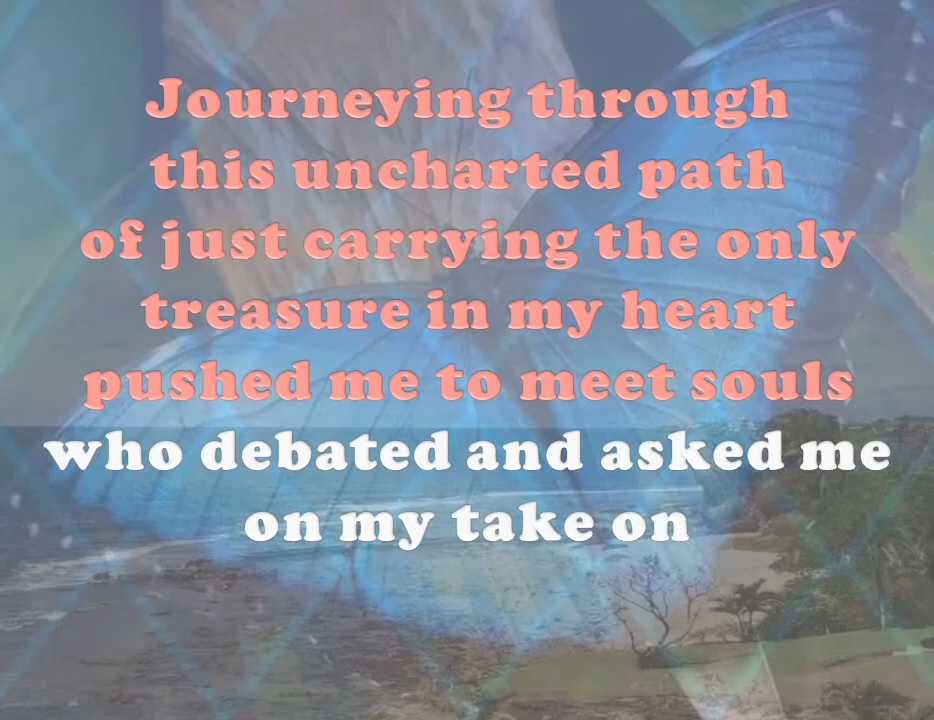 Journeying through
this uncharted path
of just carrying the only
treasure in my heart
pushed me to meet souls
who debated and asked me
on my take on